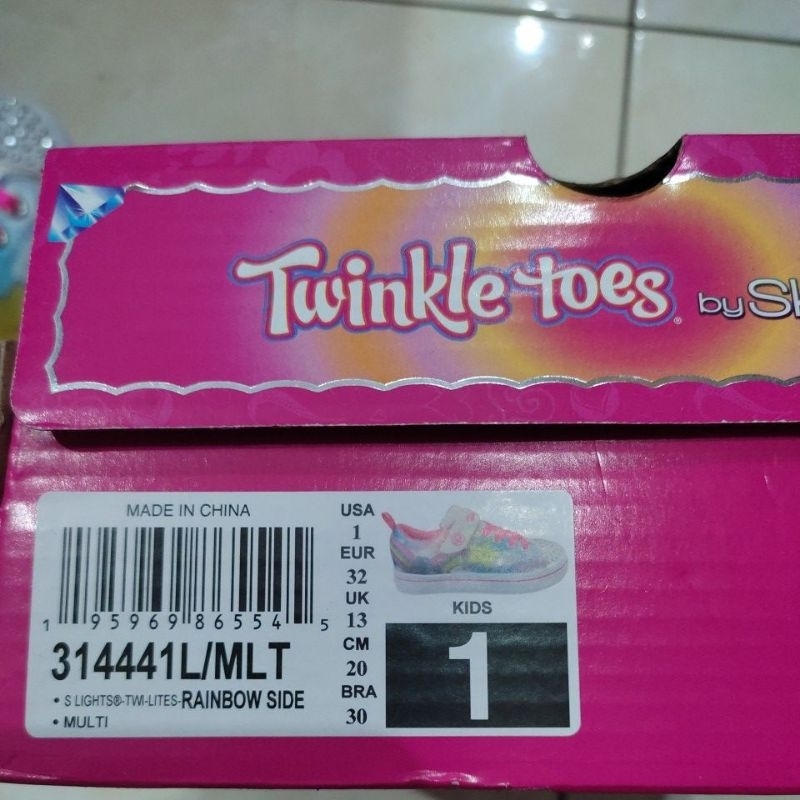 Twinkle toes by SK
MADE IN CHINA
1 95969 86554 5
314441L/MLT
• S LIGHTS®-TWI-LITES-RAINBOW SIDE
• MULTI
USA
1
EUR
32
UK
13
CM
20
BRA
30
KIDS
1